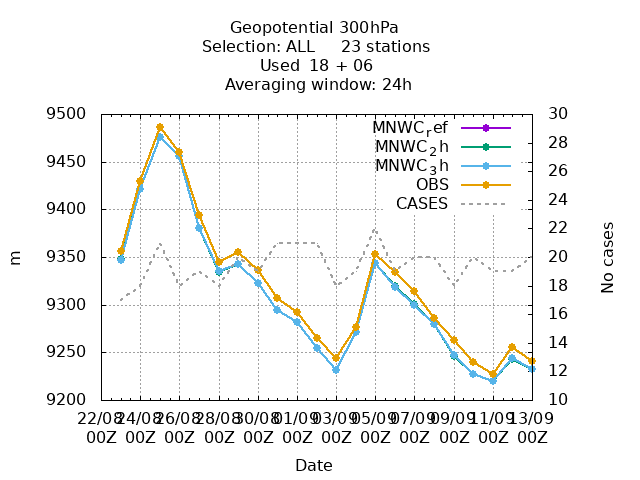 Geopotential 300hPa
Selection: ALL 23 stations
Used 18 + 06
Averaging window: 24h
9500
9450
9400
9350
9300
9250
9200
m
30
28
26
24
22
20
18
16
14
12
10
No cases
MNWC_ref
MNWC_2h
MNWC_3h
OBS
CASES
22/08 24/08 26/08 28/08 30/08 01/09 03/09 05/09 07/09 09/09 11/09 13/09
00Z 00Z 00Z 00Z 00Z 00Z 00Z 00Z 00Z 00Z 00Z 00Z
Date